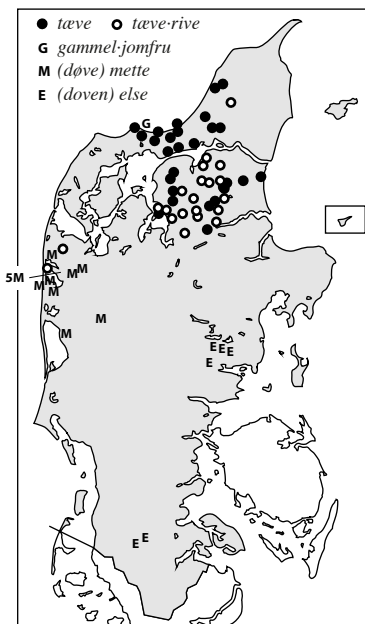 ● tæve ○ tæve·rive
G gammel·jomfru
M (døve) mette
E (doven) else
G
M
M M
5M
M
M M
M
M
E E E
E
E E